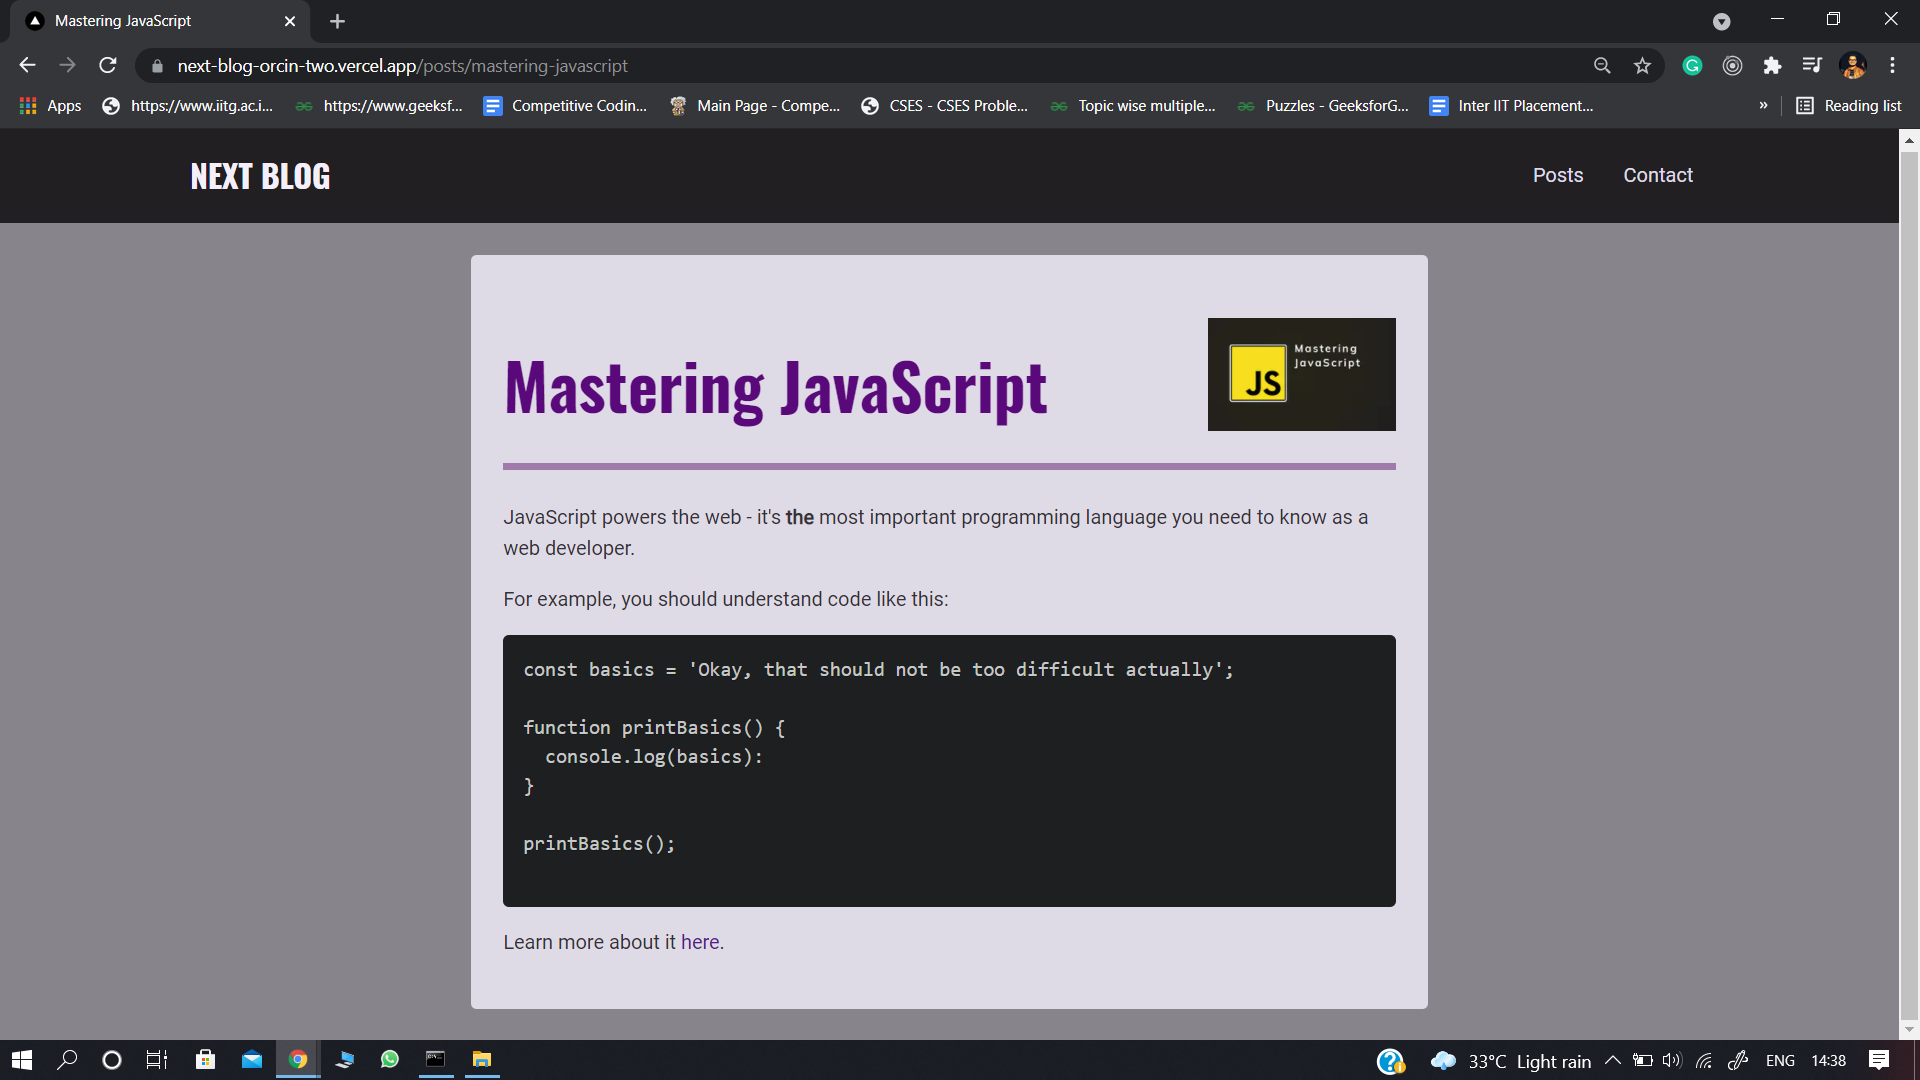 Mastering JavaScript
next-blog-orcin-two.vercel.app/posts/mastering-javascript
Apps https://www.iitg.ac.i... https://www.geeksf... Competitive Codin... Main Page - Compe... CSES - CSES Proble... Topic wise multiple... Puzzles - GeeksforG... Inter IIT Placement... » Reading list
NEXT BLOG Posts Contact
Mastering JavaScript
JS
Mastering
JavaScript
JavaScript powers the web - it's the most important programming language you need to know as a
web developer.
For example, you should understand code like this:
const basics = 'Okay, that should not be too difficult actually';
function printBasics() {
  console.log(basics):
}
printBasics();
Learn more about it here.
33°C Light rain ENG 14:38